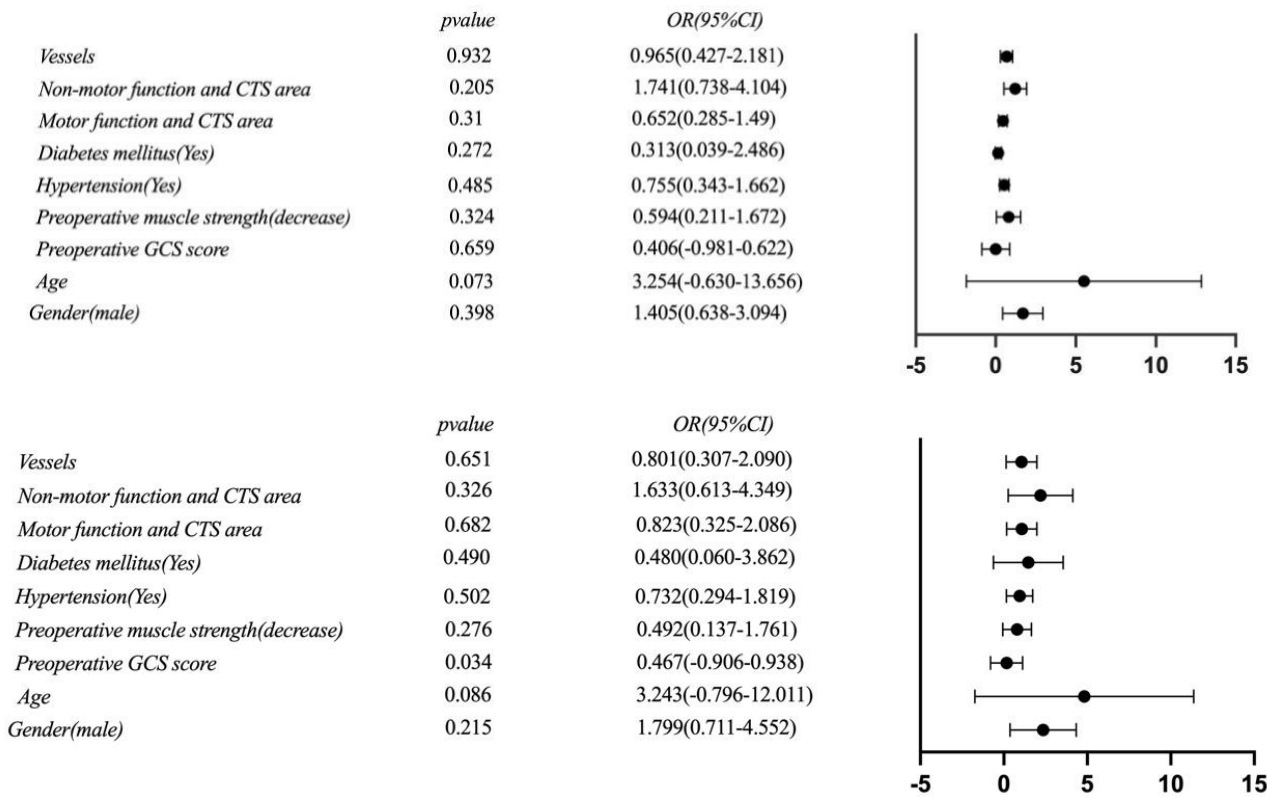 pvalue OR(95%CI)
Vessels 0.932 0.965(0.427-2.181)
Non-motor function and CTS area 0.205 1.741(0.738-4.104)
Motor function and CTS area 0.31 0.652(0.285-1.49)
Diabetes mellitus(Yes) 0.272 0.313(0.039-2.486)
Hypertension(Yes) 0.485 0.755(0.343-1.662)
Preoperative muscle strength(decrease) 0.324 0.594(0.211-1.672)
Preoperative GCS score 0.659 0.406(-0.981-0.622)
Age 0.073 3.254(-0.630-13.656)
Gender(male) 0.398 1.405(0.638-3.094)
-5 0 5 10 15
pvalue OR(95%CI)
Vessels 0.651 0.801(0.307-2.090)
Non-motor function and CTS area 0.326 1.633(0.613-4.349)
Motor function and CTS area 0.682 0.823(0.325-2.086)
Diabetes mellitus(Yes) 0.490 0.480(0.060-3.862)
Hypertension(Yes) 0.502 0.732(0.294-1.819)
Preoperative muscle strength(decrease) 0.276 0.492(0.137-1.761)
Preoperative GCS score 0.034 0.467(-0.906-0.938)
Age 0.086 3.243(-0.796-12.011)
Gender(male) 0.215 1.799(0.711-4.552)
-5 0 5 10 15